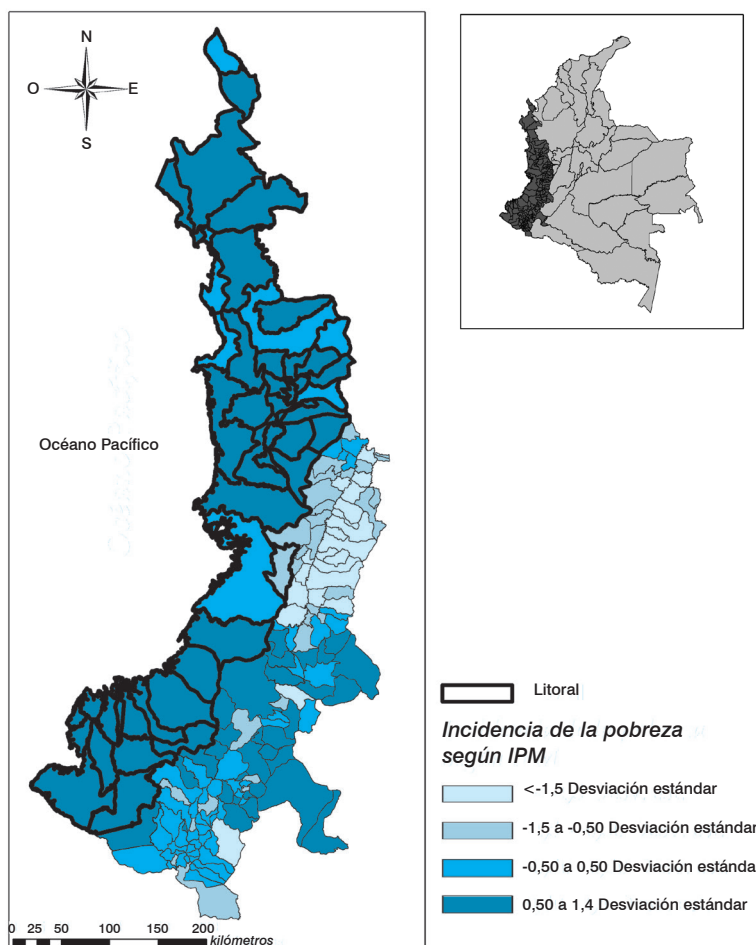 N
O
E
S
Océano Pacífico
0 25 50 100 150 200
kilómetros
Litoral
Incidencia de la pobreza
según IPM
<-1,5 Desviación estándar
-1,5 a -0,50 Desviación estándar
-0,50 a 0,50 Desviación estánda
0,50 a 1,4 Desviación estándar